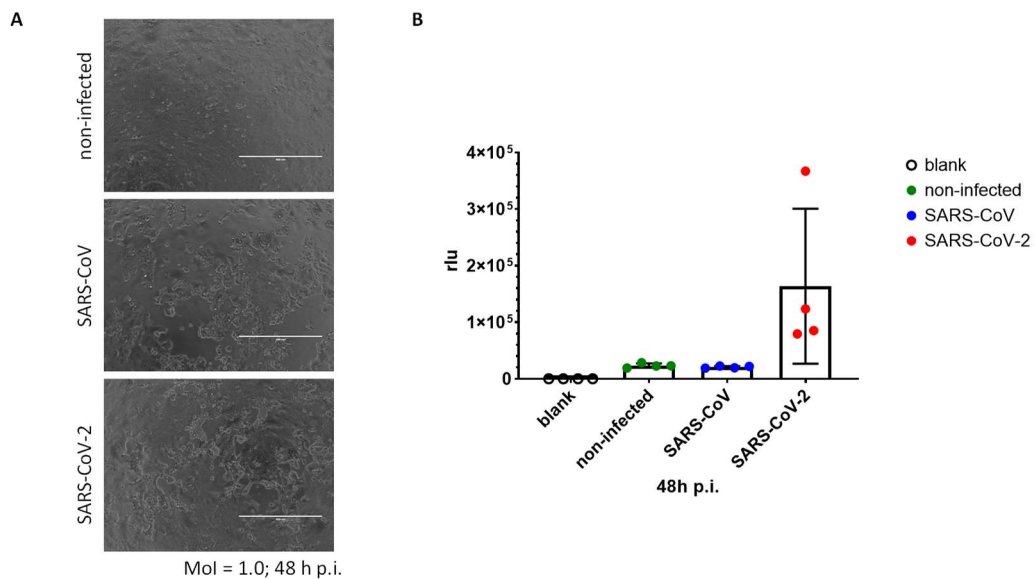 A
non-infected
SARS-CoV
SARS-CoV-2
MoI = 1.0; 48 h p.i.
B
4×10⁵
3×10⁵
2×10⁵
1×10⁵
0
rlu
blank
non-infected
SARS-CoV
SARS-CoV-2
48h p.i.
blank
non-infected
SARS-CoV
SARS-CoV-2